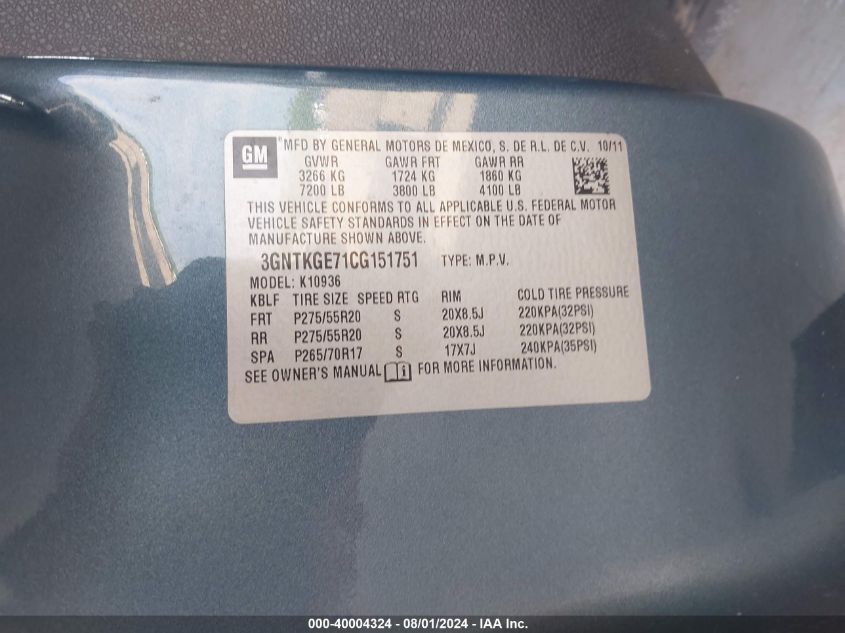 GM ® MFD BY GENERAL MOTORS DE MEXICO, S. DE R.L. DE C.V. 10/11
GVWR GAWR FRT GAWR RR
3266 KG 1724 KG 1860 KG
7200 LB 3800 LB 4100 LB
THIS VEHICLE CONFORMS TO ALL APPLICABLE U.S. FEDERAL MOTOR
VEHICLE SAFETY STANDARDS IN EFFECT ON THE DATE OF
MANUFACTURE SHOWN ABOVE.
3GNTKGE71CG151751 TYPE: M.P.V.
MODEL: K10936
KBLF TIRE SIZE SPEED RTG RIM COLD TIRE PRESSURE
FRT P275/55R20 S 20X8.5J 220KPA(32PSI)
RR P275/55R20 S 20X8.5J 220KPA(32PSI)
SPA P265/70R17 S 17X7J 240KPA(35PSI)
SEE OWNER'S MANUAL FOR MORE INFORMATION.
000-40004324 - 08/01/2024 - IAA Inc.